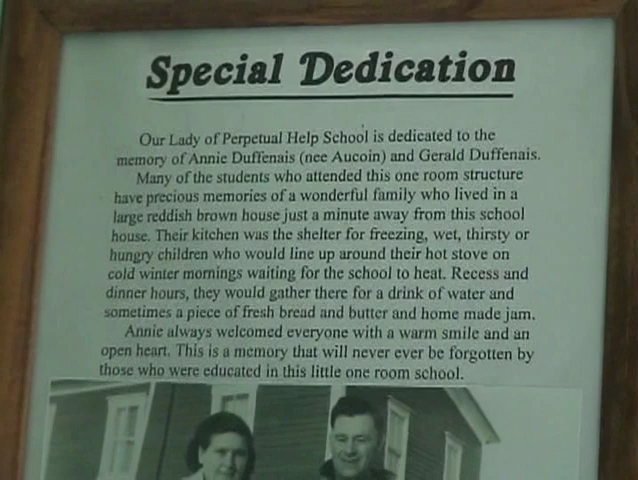 Special Dedication
Our Lady of Perpetual Help School is dedicated to the
memory of Annie Duffenais (nee Aucoin) and Gerald Duffenais.
Many of the students who attended this one room structure
have precious memories of a wonderful family who lived in a
large reddish brown house just a minute away from this school
house. Their kitchen was the shelter for freezing, wet, thirsty or
hungry children who would line up around their hot stove on
cold winter mornings waiting for the school to heat. Recess and
dinner hours, they would gather there for a drink of water and
sometimes a piece of fresh bread and butter and home made jam.
Annie always welcomed everyone with a warm smile and an
open heart. This is a memory that will never ever be forgotten by
those who were educated in this little one room school.